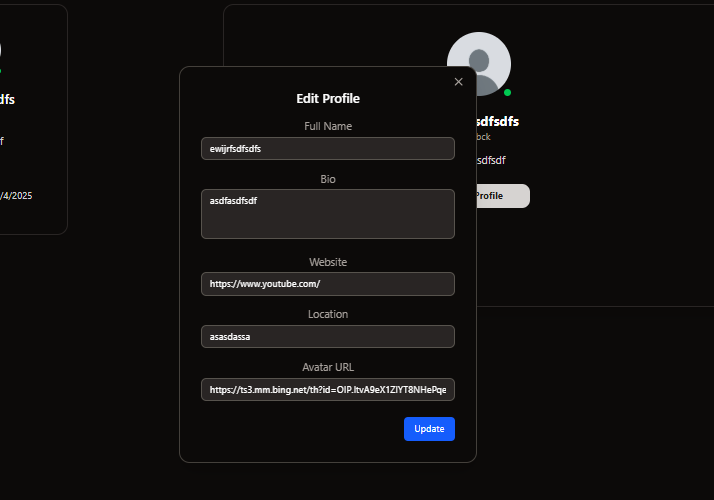 dfs
sdfsdfs
Edit Profile
bck
Full Name
ewijrfsdfsdfs
f
sdfsdf
Bio
/4/2025
asdfasdfsdf
Profile
Website
https://www.youtube.com/
Location
asasdassa
Avatar URL
https://ts3.mm.bing.net/th?id=OIP.ItvA9eX1ZIYT8NHePqe
Update